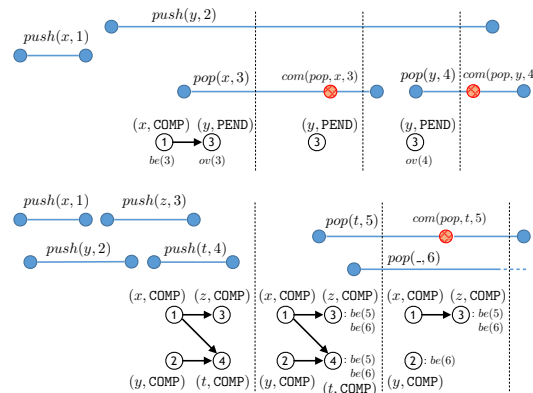 push(y, 2)
push(x, 1)
pop(x, 3)
com(pop, x, 3)
pop(y, 4)
com(pop, y, 4
(x, COMP) (y, PEND)
(y, PEND)
(y, PEND)
1
3
3
3
be(3)
ov(3)
ov(4)
push(x, 1)
push(z, 3)
pop(t, 5)
com(pop, t, 5)
push(y, 2)
push(t, 4)
pop(_, 6)
(x, COMP) (z, COMP)
(x, COMP) (z, COMP)
(x, COMP) (z, COMP)
1
3
1
3 : be(5)
be(6)
1
3 : be(5)
be(6)
2
4
2
4 : be(5)
be(6)
2 : be(6)
(y, COMP) (t, COMP)
(y, COMP)
(t, COMP)
(y, COMP)